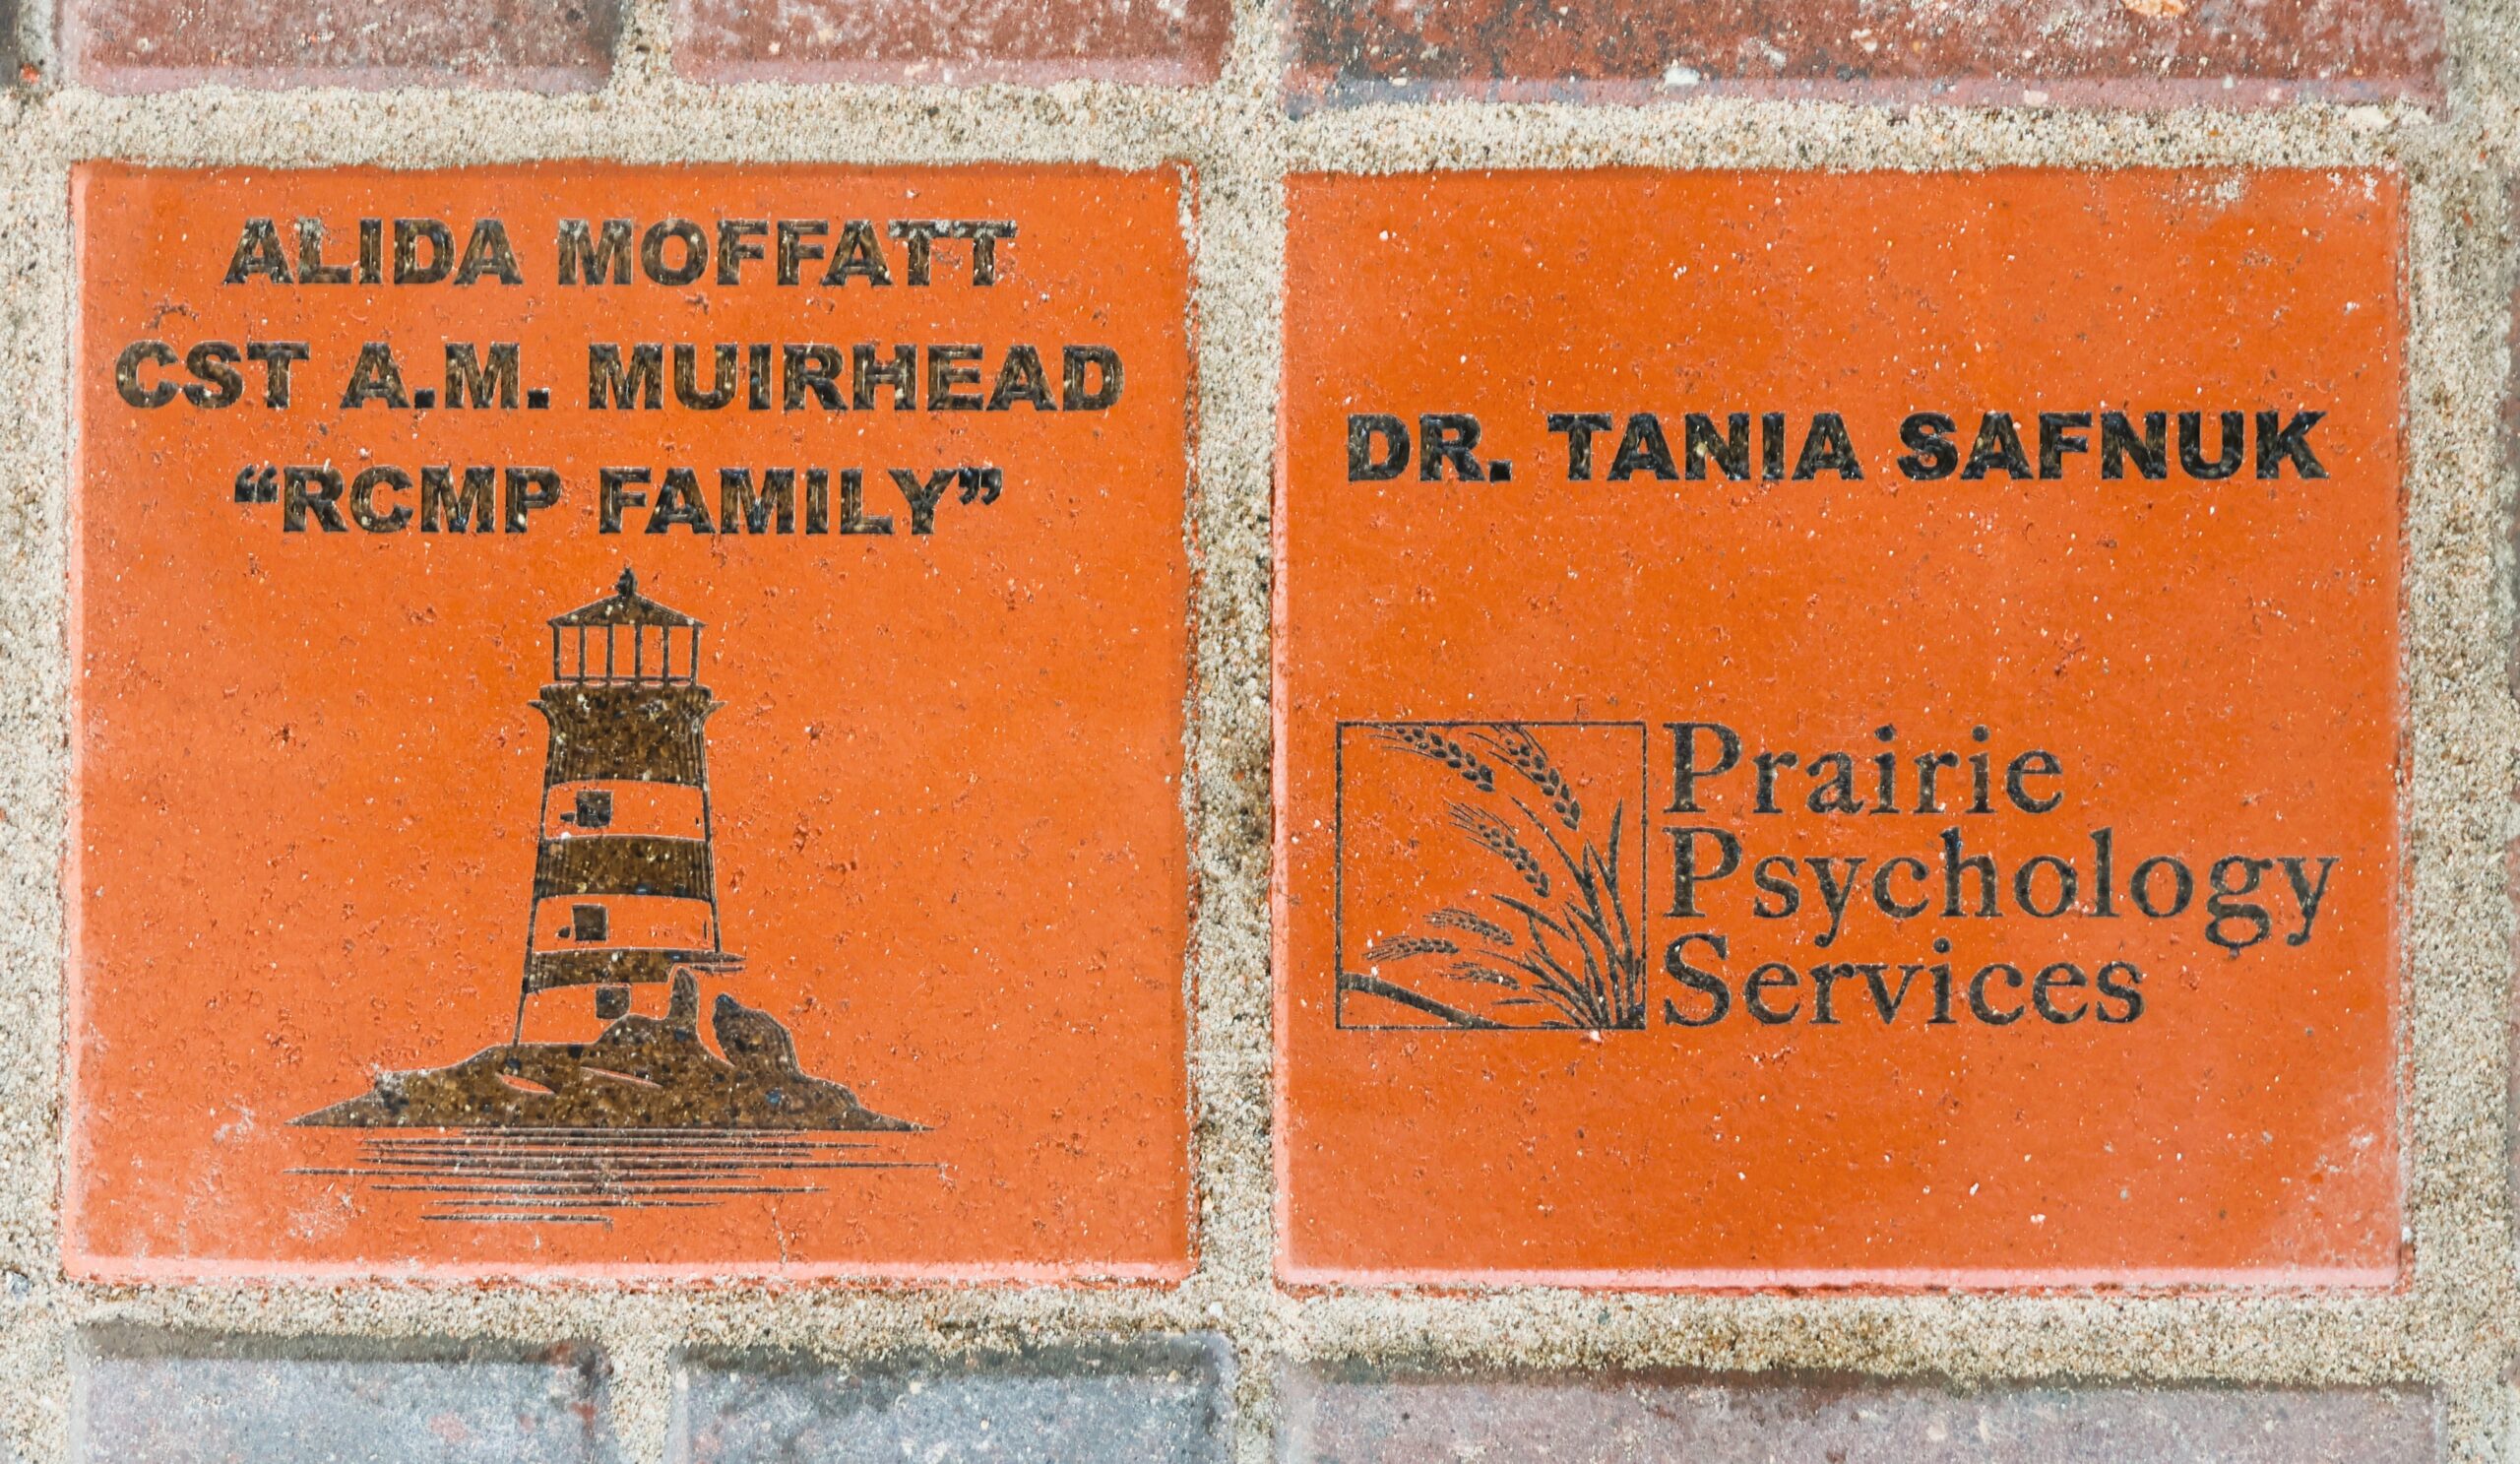 ALIDA MOFFATT
CST A.M. MUIRHEAD
“RCMP FAMILY”
DR. TANIA SAFNUK
Prairie
Psychology
Services